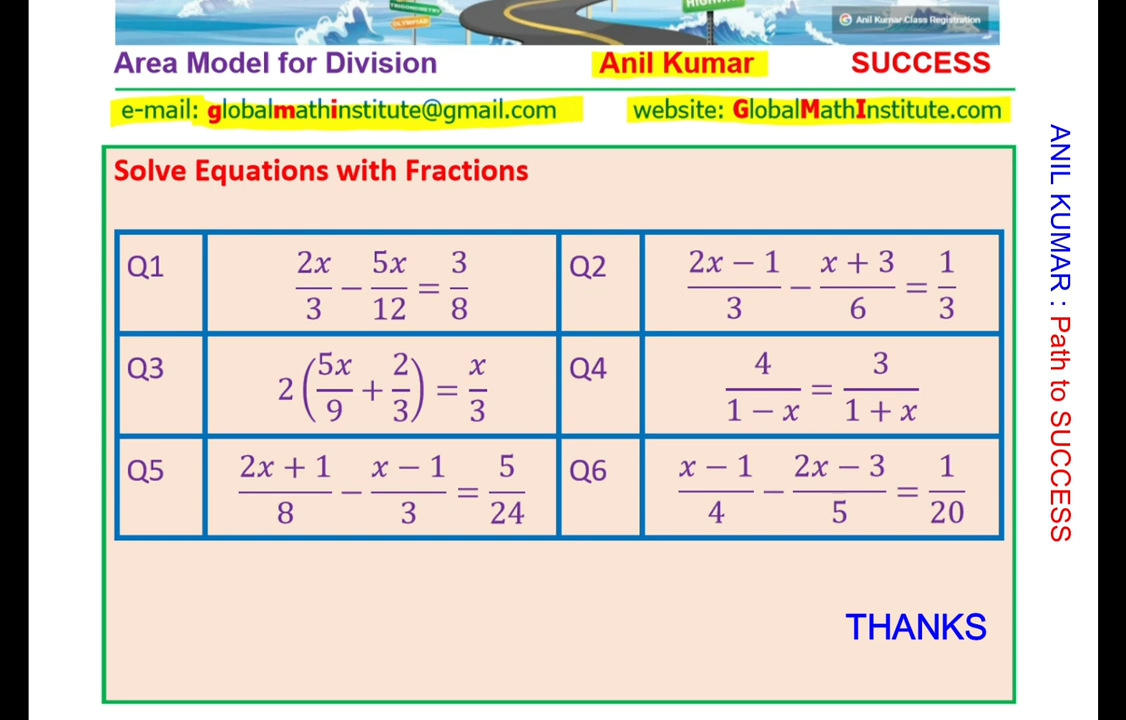 TRIGONOMETRY
OLYMPIAD
Anil Kumar Class Registration
Area Model for Division Anil Kumar SUCCESS
e-mail: globalmathinstitute@gmail.com website: GlobalMathInstitute.com
Solve Equations with Fractions
Q1 2x/3 − 5x/12 = 3/8 Q2 (2x − 1)/3 − (x + 3)/6 = 1/3
Q3 2(5x/9 + 2/3) = x/3 Q4 4/(1 − x) = 3/(1 + x)
Q5 (2x + 1)/8 − (x − 1)/3 = 5/24 Q6 (x − 1)/4 − (2x − 3)/5 = 1/20
THANKS
ANIL KUMAR : Path to SUCCESS